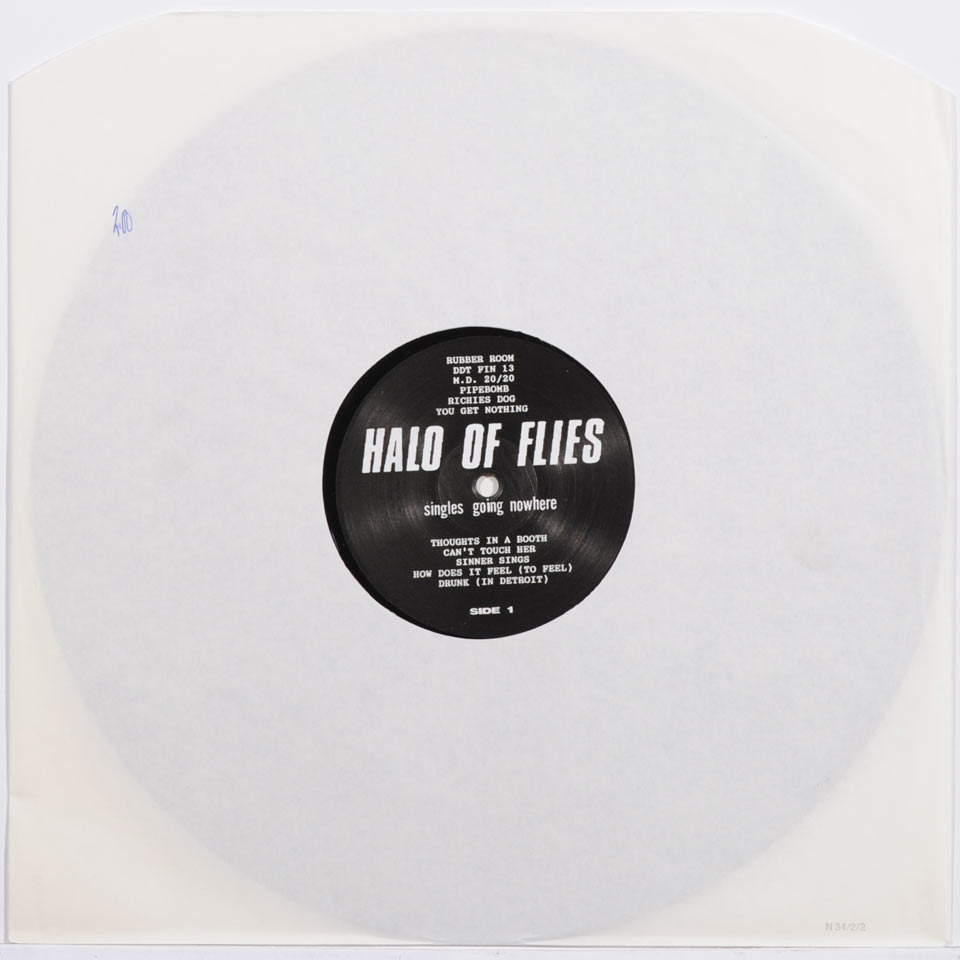 2.00
RUBBER ROOM
DDT FIN 13
M.D. 20/20
PIPEBOMB
RICHIES DOG
YOU GET NOTHING
HALO OF FLIES
singles going nowhere
THOUGHTS IN A BOOTH
CAN'T TOUCH HER
SINNER SINGS
HOW DOES IT FEEL (TO FEEL)
DRUNK (IN DETROIT)
SIDE 1
N 34/2/2